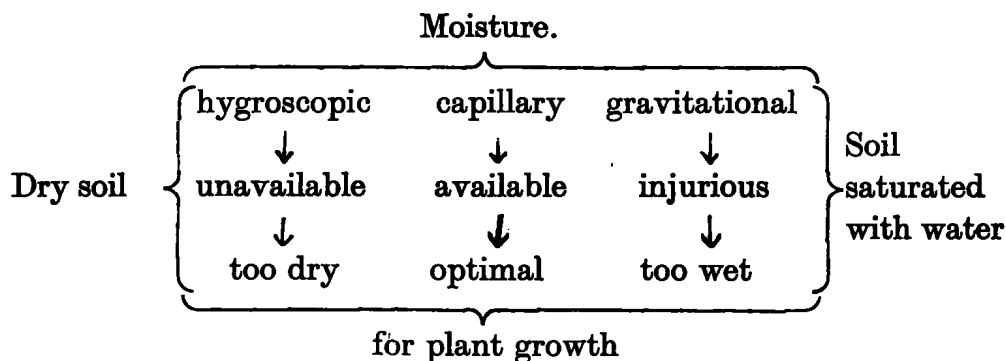 Moisture.
hygroscopic capillary gravitational
Dry soil unavailable available injurious
Soil
saturated
with water
too dry optimal too wet
for plant growth